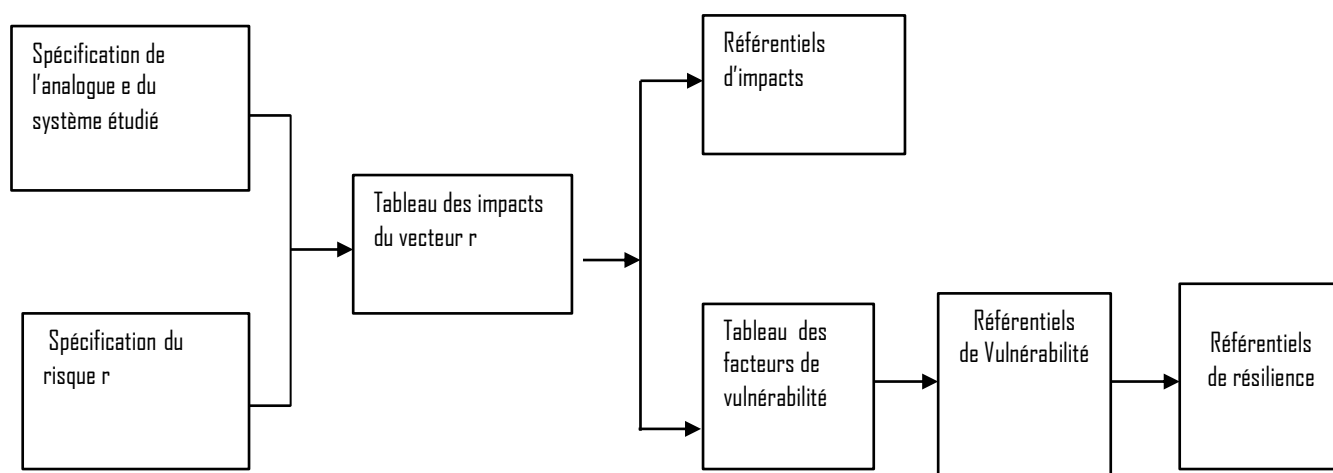 Spécification de
l'analogue e du
système étudié
Référentiels
d'impacts
Tableau des impacts
du vecteur r
Spécification du
risque r
Tableau des
facteurs de
vulnérabilité
Référentiels
de Vulnérabilité
Référentiels
de résilience